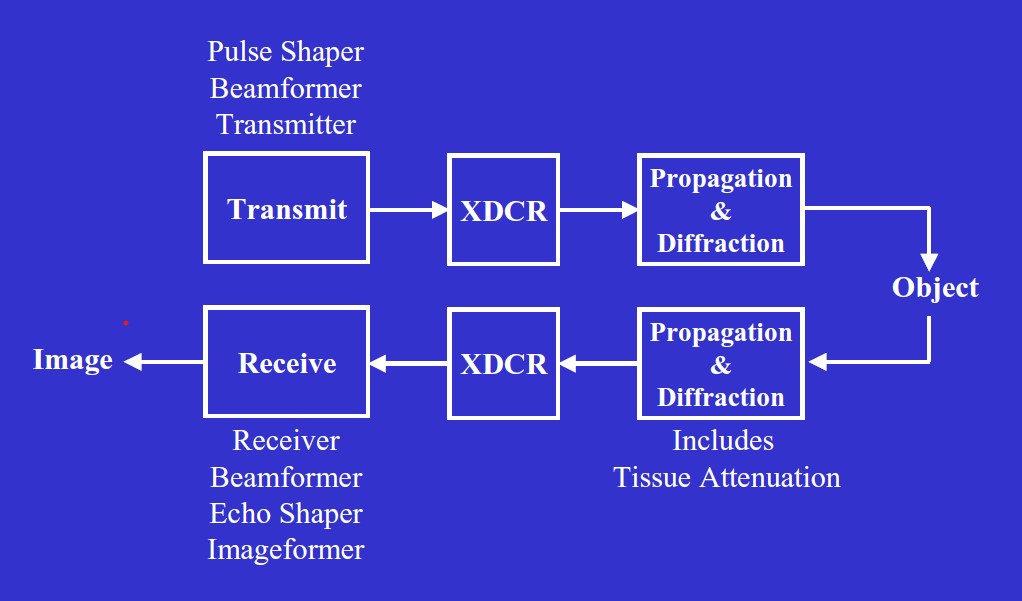 Pulse Shaper
Beamformer
Transmitter
Transmit
XDCR
Propagation
&
Diffraction
Object
Image
Receive
XDCR
Propagation
&
Diffraction
Receiver
Beamformer
Echo Shaper
Imageformer
Includes
Tissue Attenuation